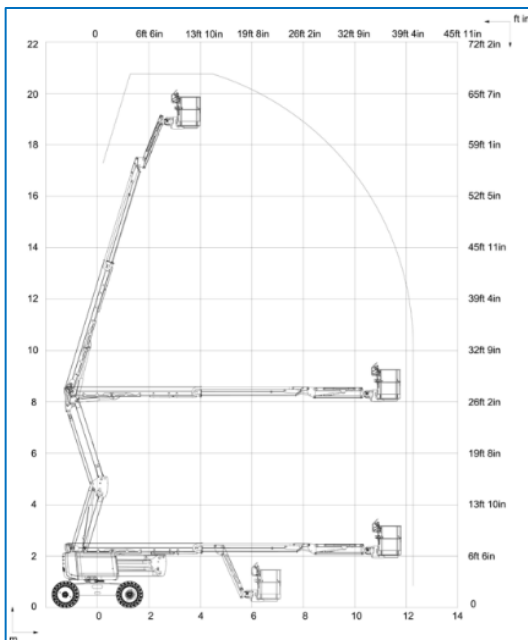 ft in
0 6ft 6in 13ft 10in 19ft 8in 26ft 2in 32ft 9in 39ft 4in 45ft 11in
22 72ft 2in
20 65ft 7in
18 59ft 1in
16 52ft 5in
14 45ft 11in
12 39ft 4in
10 32ft 9in
8 26ft 2in
6 19ft 8in
4 13ft 10in
2 6ft 6in
0 0
0 2 4 6 8 10 12 14
m